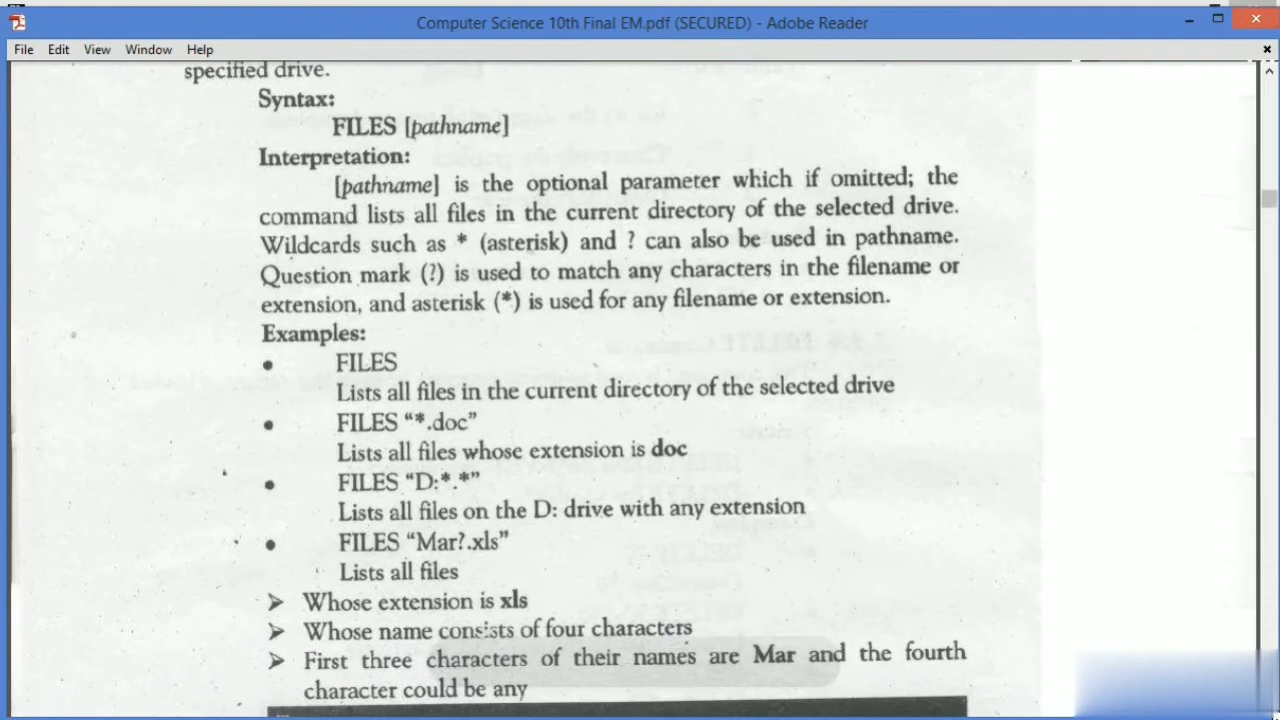 Computer Science 10th Final EM.pdf (SECURED) - Adobe Reader
File Edit View Window Help
specified drive.
Syntax:
FILES [pathname]
Interpretation:
[pathname] is the optional parameter which if omitted; the
command lists all files in the current directory of the selected drive.
Wildcards such as * (asterisk) and ? can also be used in pathname.
Question mark (?) is used to match any characters in the filename or
extension, and asterisk (*) is used for any filename or extension.
Examples:
• FILES
Lists all files in the current directory of the selected drive
• FILES “*.doc”
Lists all files whose extension is doc
• FILES “D:*.*”
Lists all files on the D: drive with any extension
• FILES “Mar?.xls”
Lists all files
➢ Whose extension is xls
➢ Whose name consists of four characters
➢ First three characters of their names are Mar and the fourth
character could be any